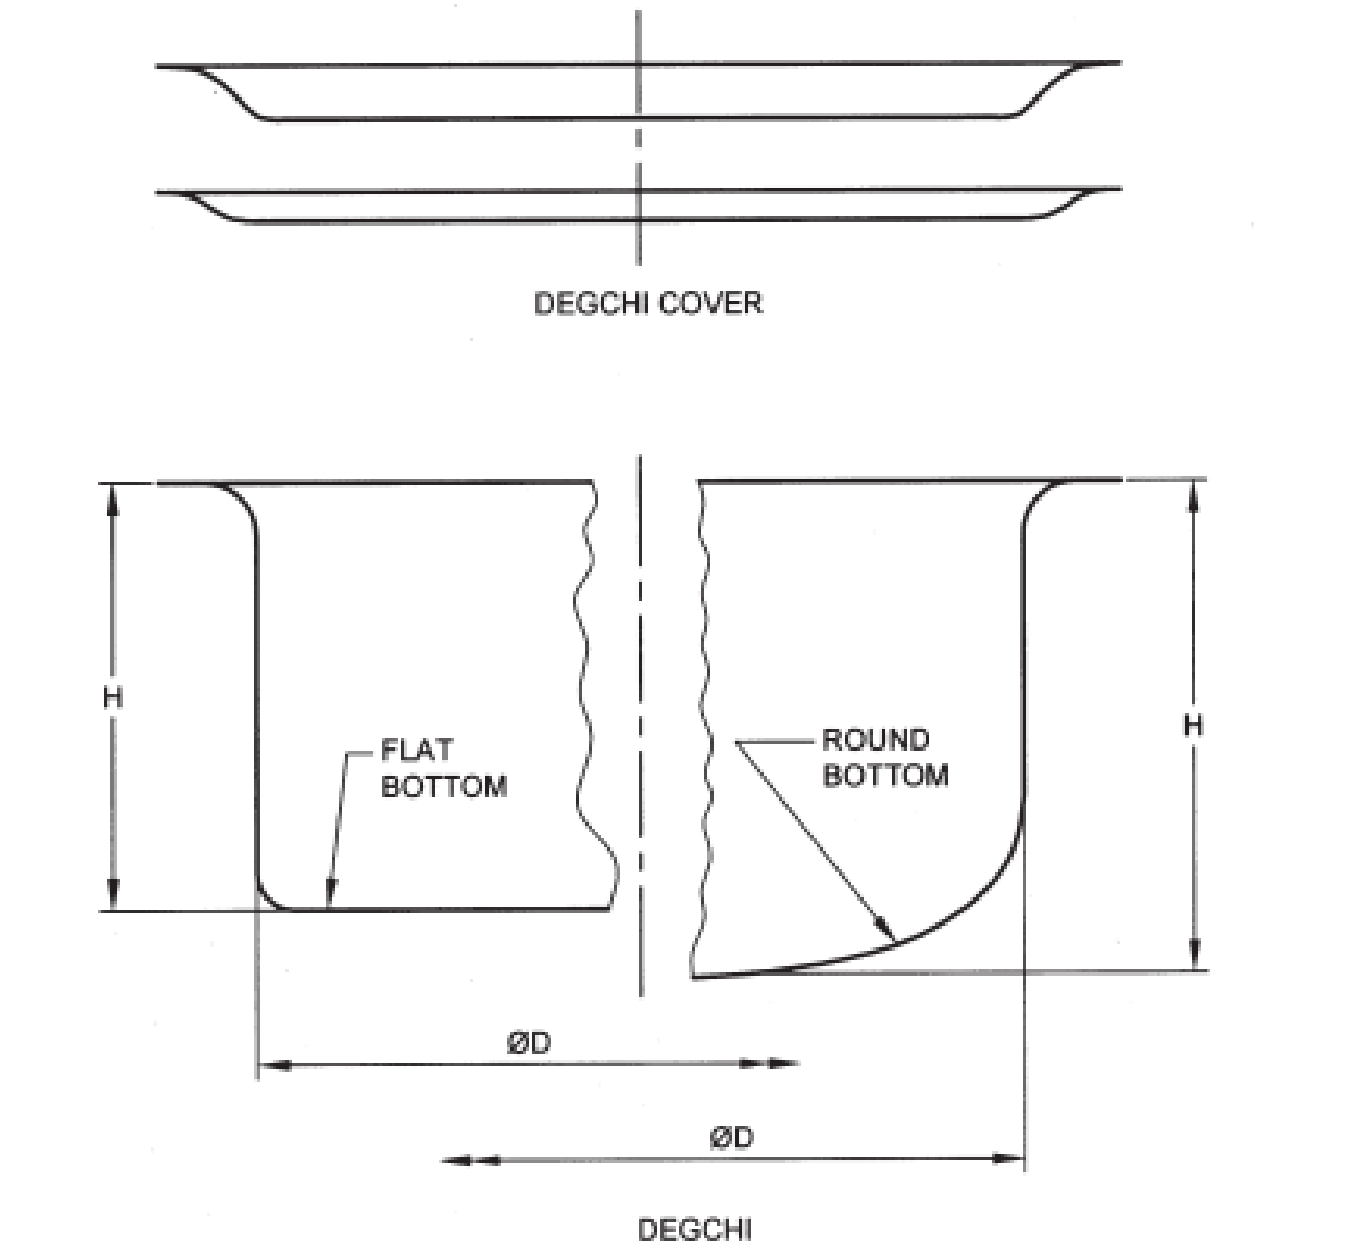 DEGCHI COVER
H
FLAT
BOTTOM
ROUND
BOTTOM
H
ØD
ØD
DEGCHI